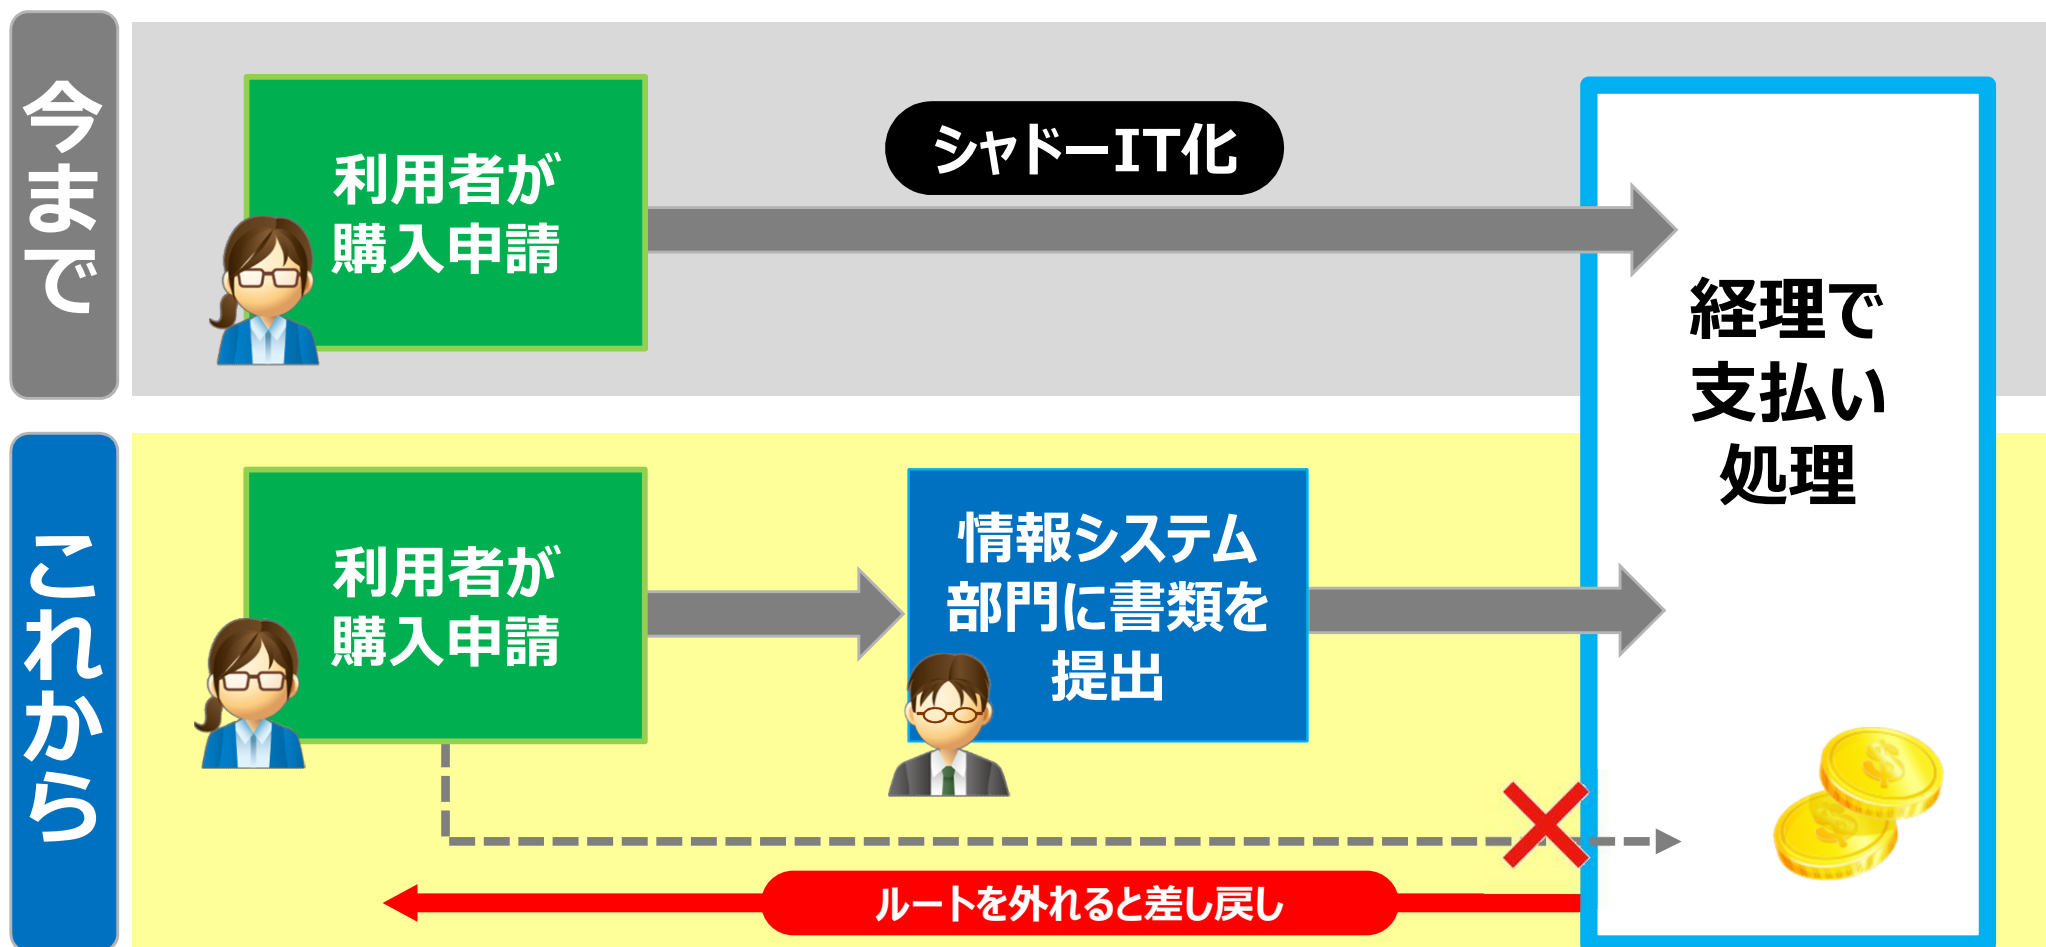 今まで
利用者が
購入申請
シャドーIT化
経理で
支払い
処理
これから
利用者が
購入申請
情報システム
部門に書類を
提出
ルートを外れると差し戻し